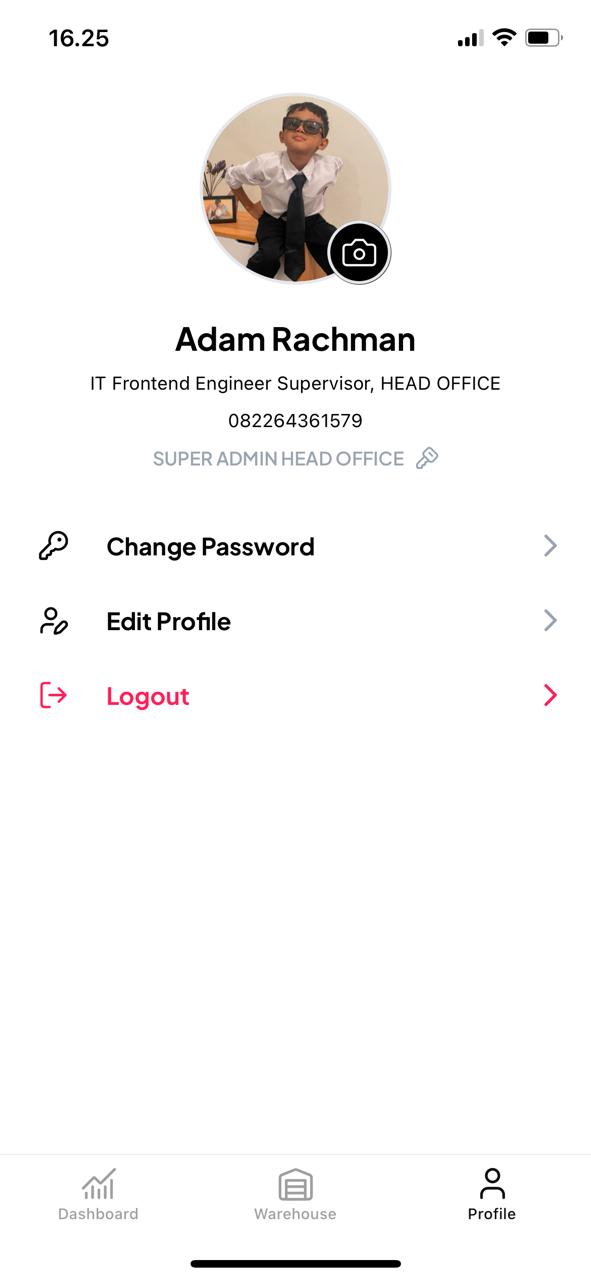 16.25
Adam Rachman
IT Frontend Engineer Supervisor, HEAD OFFICE
082264361579
SUPER ADMIN HEAD OFFICE
Change Password
Edit Profile
Logout
Dashboard
Warehouse
Profile